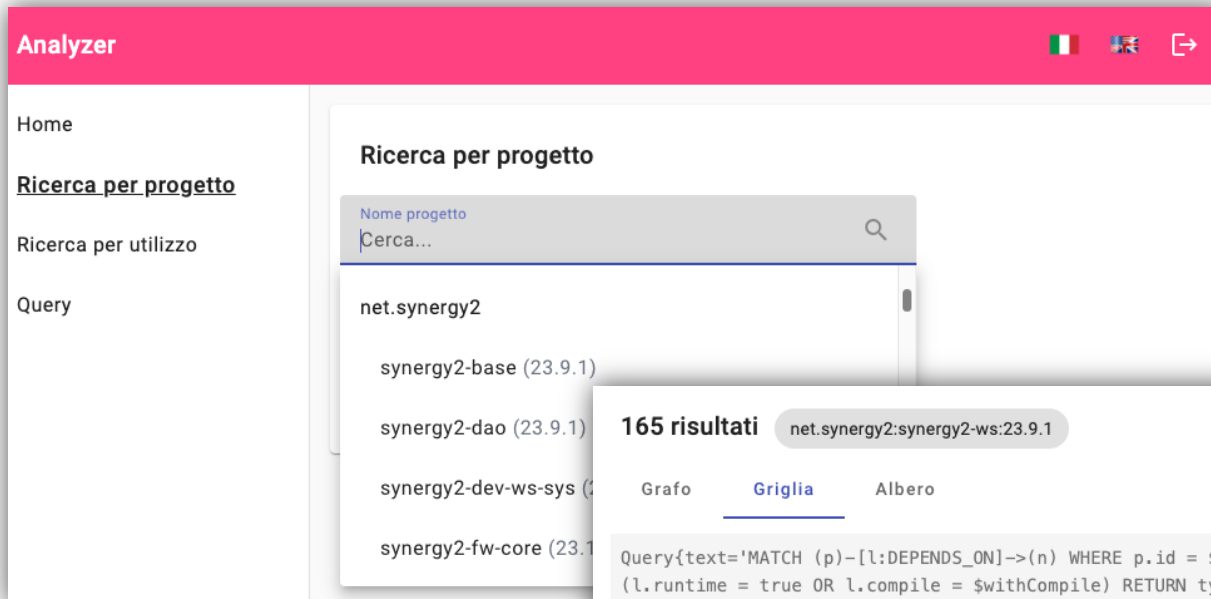 Analyzer
Home
Ricerca per progetto
Ricerca per utilizzo
Query
Ricerca per progetto
Nome progetto
Cerca...
net.synergy2
synergy2-base (23.9.1)
synergy2-dao (23.9.1)
synergy2-dev-ws-sys (
synergy2-fw-core (23.1
165 risultati net.synergy2:synergy2-ws:23.9.1
Grafo Griglia Albero
Query{text='MATCH (p)-[l:DEPENDS_ON]->(n) WHERE p.id =
(l.runtime = true OR l.compile = $withCompile) RETURN